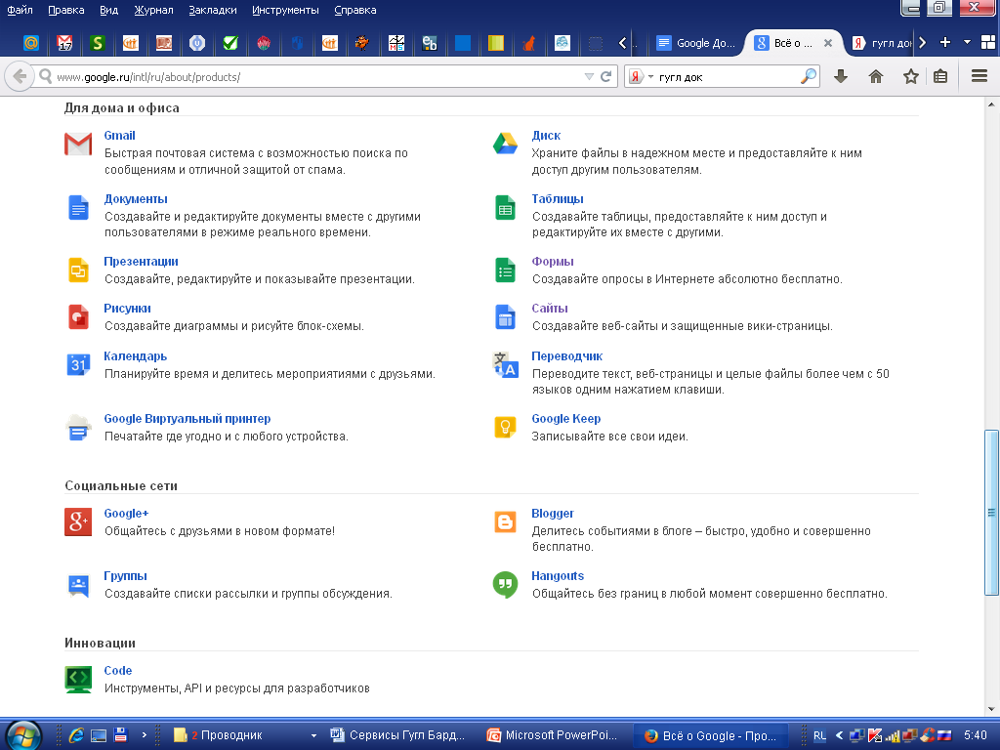 Файл Правка Вид Журнал Закладки Инструменты Справка
Google До... Всё о ... гугл док
www.google.ru/intl/ru/about/products/ гугл док
Для дома и офиса
Gmail
Быстрая почтовая система с возможностью поиска по
сообщениям и отличной защитой от спама.
Диск
Храните файлы в надежном месте и предоставляйте к ним
доступ другим пользователям.
Документы
Создавайте и редактируйте документы вместе с другими
пользователями в режиме реального времени.
Таблицы
Создавайте таблицы, предоставляйте к ним доступ и
редактируйте их вместе с другими.
Презентации
Создавайте, редактируйте и показывайте презентации.
Формы
Создавайте опросы в Интернете абсолютно бесплатно.
Рисунки
Создавайте диаграммы и рисуйте блок-схемы.
Сайты
Создавайте веб-сайты и защищенные вики-страницы.
Календарь
Планируйте время и делитесь мероприятиями с друзьями.
Переводчик
Переводите текст, веб-страницы и целые файлы более чем с 50
языков одним нажатием клавиши.
Google Виртуальный принтер
Печатайте где угодно и с любого устройства.
Google Keep
Записывайте все свои идеи.
Социальные сети
Google+
Общайтесь с друзьями в новом формате!
Blogger
Делитесь событиями в блоге – быстро, удобно и совершенно
бесплатно.
Группы
Создавайте списки рассылки и группы обсуждения.
Hangouts
Общайтесь без границ в любой момент совершенно бесплатно.
Инновации
Code
Инструменты, API и ресурсы для разработчиков
2 Проводник Сервисы Гугл Бард... Microsoft PowerPoi... Всё о Google - Про... RL 5:40